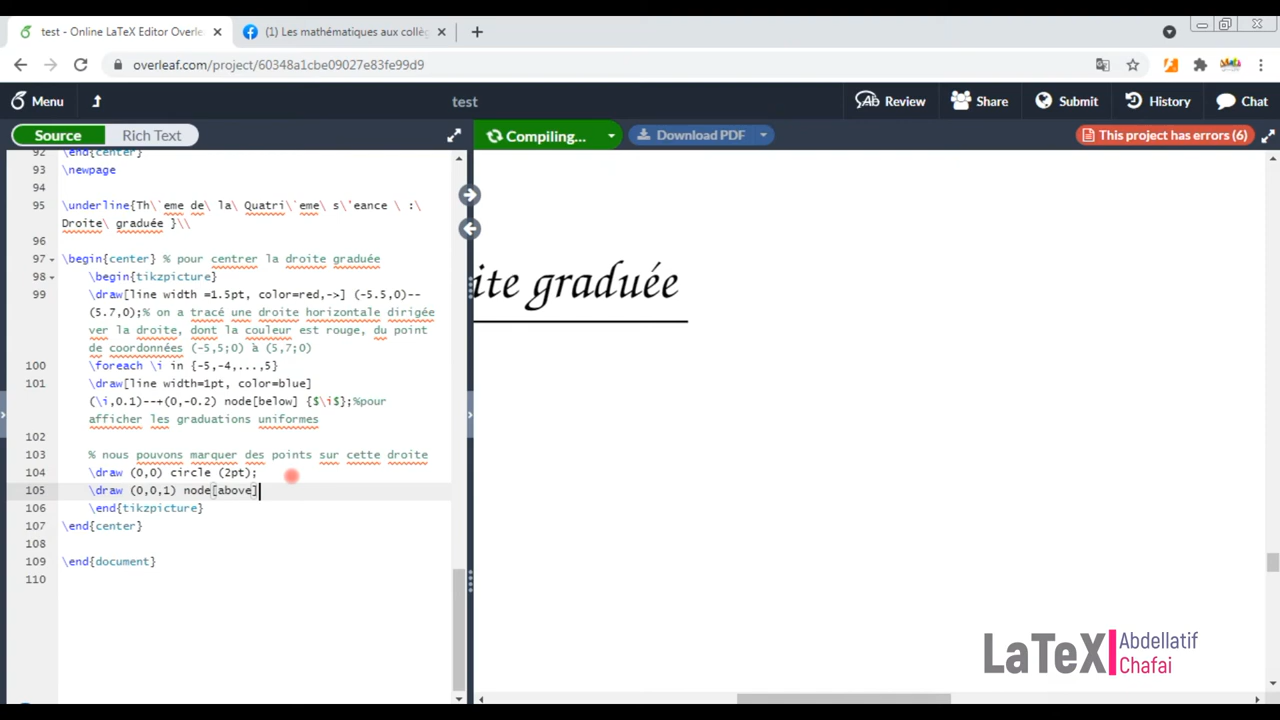 test - Online LaTeX Editor Overle
(1) Les mathématiques aux collèg
overleaf.com/project/60348a1cbe09027e83fe99d9
Menu
test
Review
Share
Submit
History
Chat
Source
Rich Text
Compiling...
Download PDF
This project has errors (6)
92 \end{center}
93 \newpage
94
95 \underline{Th\`eme de\ la\ Quatri\`eme\ s\'eance \ :\
Droite\ graduée }\\
96
97 \begin{center} % pour centrer la droite graduée
98 \begin{tikzpicture}
99 \draw[line width =1.5pt, color=red,->] (-5.5,0)--
(5.7,0);% on a tracé une droite horizontale dirigée
ver la droite, dont la couleur est rouge, du point
de coordonnées (-5,5;0) à (5,7;0)
100 \foreach \i in {-5,-4,...,5}
101 \draw[line width=1pt, color=blue]
(\i,0.1)--+(0,-0.2) node[below] {$\i$};%pour
afficher les graduations uniformes
102
103 % nous pouvons marquer des points sur cette droite
104 \draw (0,0) circle (2pt);
105 \draw (0,0,1) node[above]
106 \end{tikzpicture}
107 \end{center}
108
109 \end{document}
110
ite graduée
LaTeX
Abdellatif
Chafai